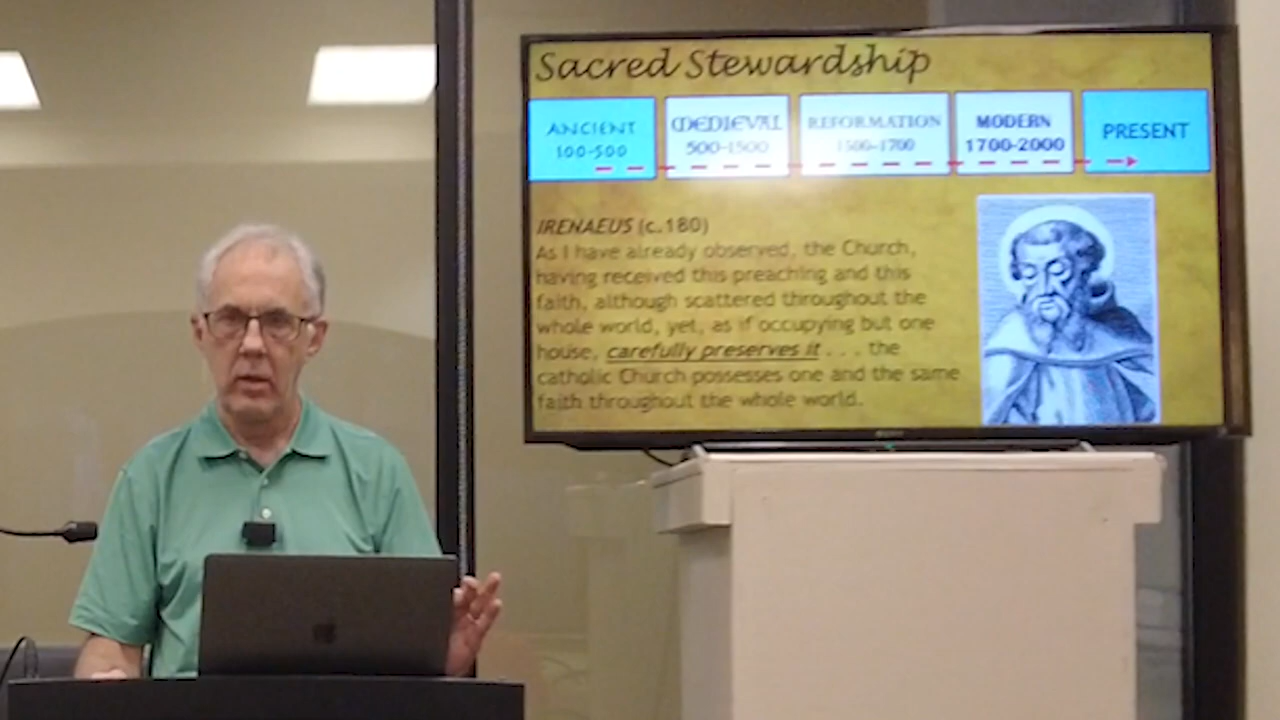 Sacred Stewardship
ANCIENT
100-500
MEDIEVAL
500-1500
REFORMATION
1500-1700
MODERN
1700-2000
PRESENT
IRENAEUS (c.180)
As I have already observed, the Church,
having received this preaching and this
faith, although scattered throughout the
whole world, yet, as if occupying but one
house, carefully preserves it . . . the
catholic Church possesses one and the same
faith throughout the whole world.
SONY